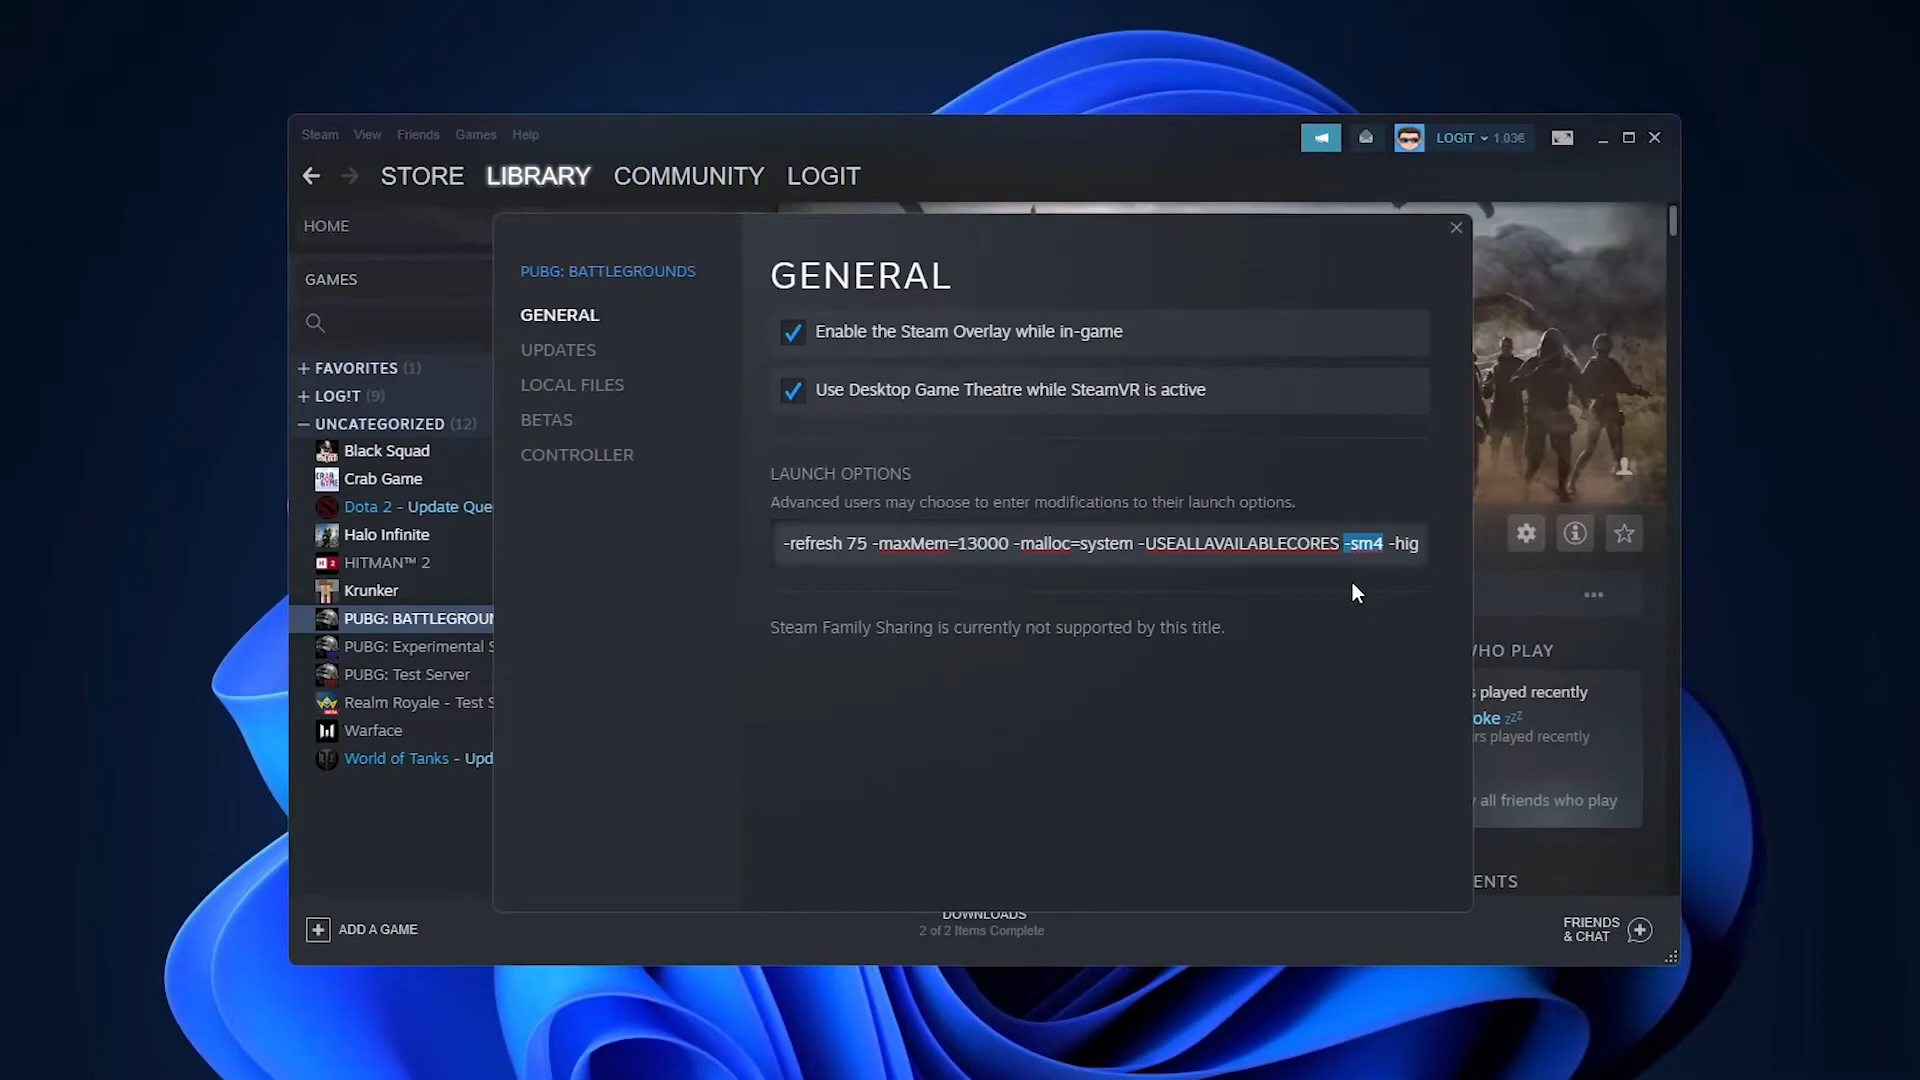 Steam View Friends Games Help
LOGiT 1.03€
STORE LIBRARY COMMUNITY LOGIT
HOME
GAMES
+ FAVORITES (1)
+ LOG!T (9)
– UNCATEGORIZED (12)
Black Squad
Crab Game
Dota 2 - Update Que
Halo Infinite
HITMAN™ 2
Krunker
PUBG: BATTLEGROUN
PUBG: Experimental S
PUBG: Test Server
Realm Royale - Test S
Warface
World of Tanks - Upd
PUBG: BATTLEGROUNDS
GENERAL
UPDATES
LOCAL FILES
BETAS
CONTROLLER
GENERAL
Enable the Steam Overlay while in-game
Use Desktop Game Theatre while SteamVR is active
LAUNCH OPTIONS
Advanced users may choose to enter modifications to their launch options.
-refresh 75 -maxMem=13000 -malloc=system -USEALLAVAILABLECORES -sm4 -hig
Steam Family Sharing is currently not supported by this title.
WHO PLAY
s played recently
oke zzz
rs played recently
all friends who play
ENTS
ADD A GAME
DOWNLOADS
2 of 2 Items Complete
FRIENDS
& CHAT